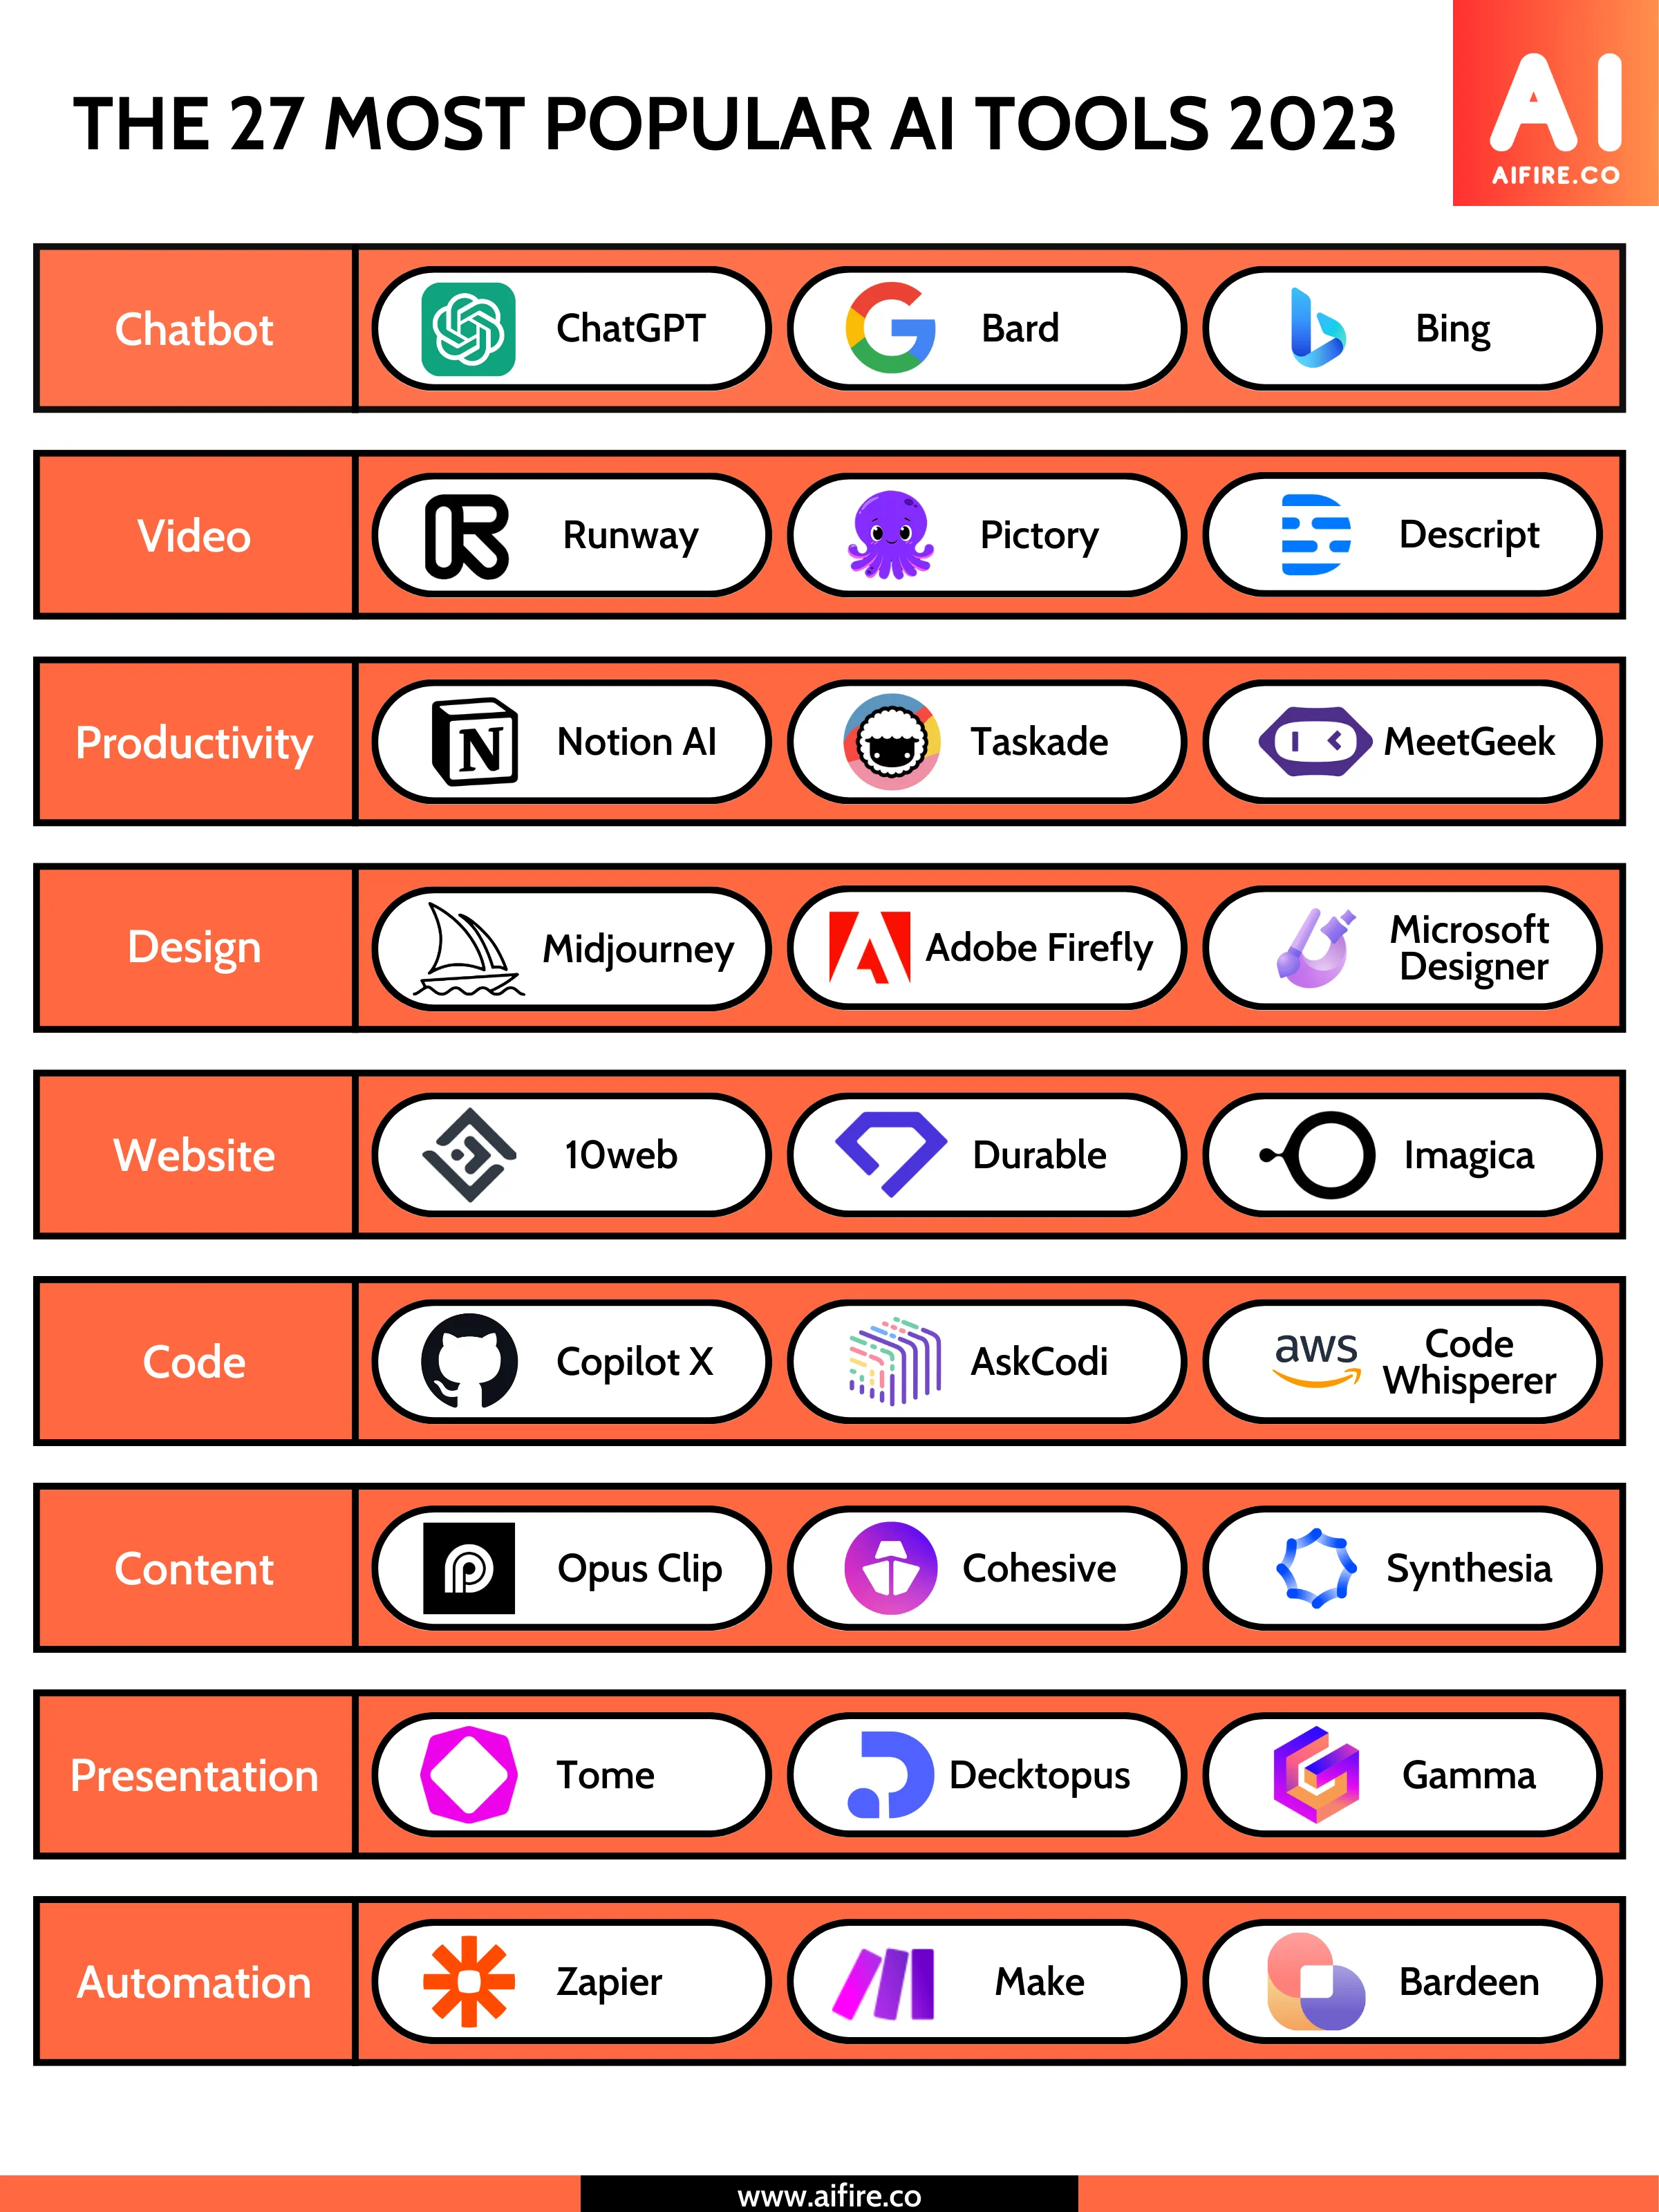 THE 27 MOST POPULAR AI TOOLS 2023
AI
AIFIRE.CO
Chatbot
ChatGPT
Bard
Bing
Video
Runway
Pictory
Descript
Productivity
Notion AI
Taskade
MeetGeek
Design
Midjourney
Adobe Firefly
Microsoft
Designer
Website
10web
Durable
Imagica
Code
Copilot X
AskCodi
aws
Code
Whisperer
Content
Opus Clip
Cohesive
Synthesia
Presentation
Tome
Decktopus
Gamma
Automation
Zapier
Make
Bardeen
www.aifire.co